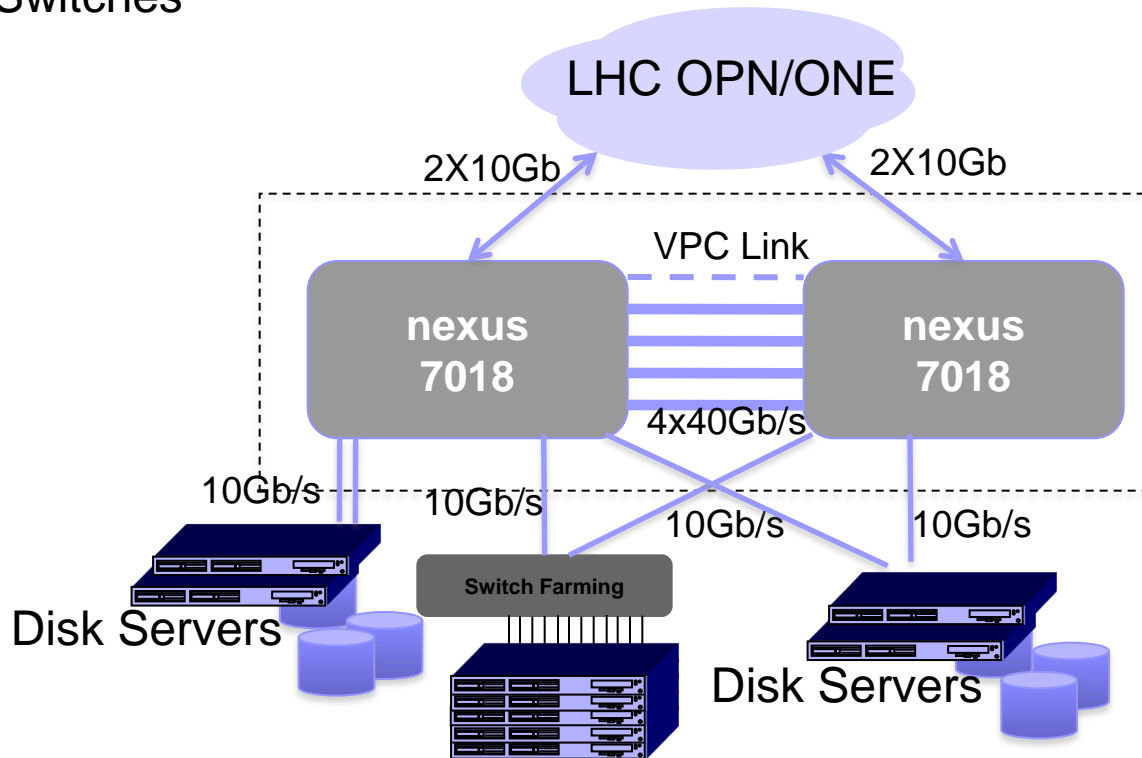 Switches
LHC OPN/ONE
2X10Gb
2X10Gb
VPC Link
nexus
7018
nexus
7018
4x40Gb/s
10Gb/s
10Gb/s
10Gb/s
10Gb/s
Switch Farming
Disk Servers
Disk Servers